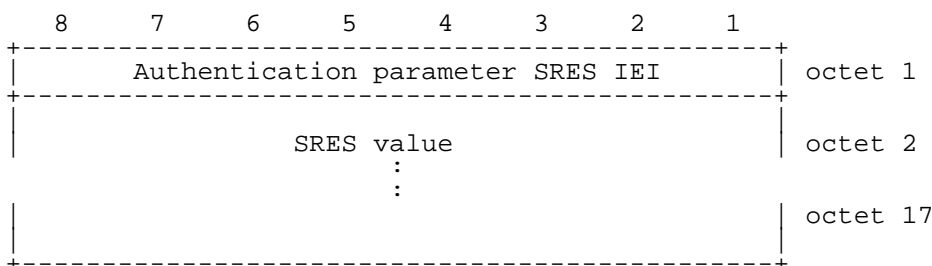 8 7 6 5 4 3 2 1
+-----------------------------------------------+
| Authentication parameter SRES IEI | octet 1
+-----------------------------------------------+
| |
| SRES value | octet 2
:
:
| | octet 17
| |
+-----------------------------------------------+